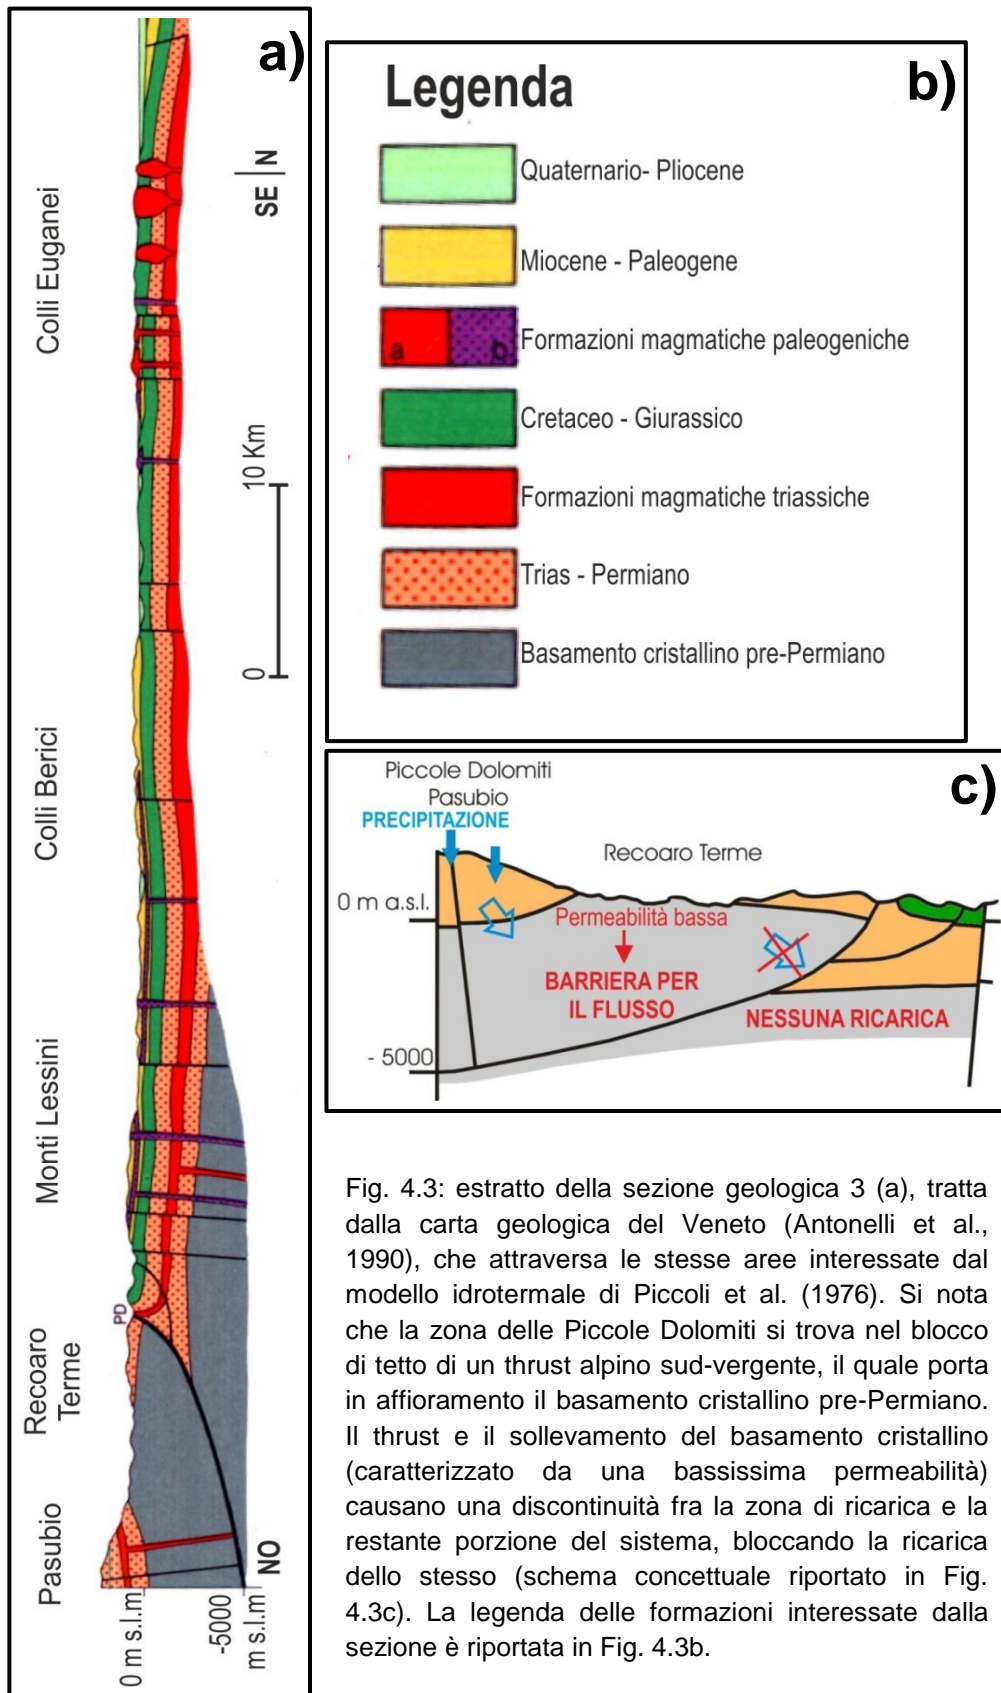 a)
SE | N
Colli Euganei
10 Km
0
Colli Berici
Monti Lessini
PD
Recoaro
Terme
Pasubio
NO
0 m s.l.m
-5000
m s.l.m
b)
Legenda
Quaternario- Pliocene
Miocene - Paleogene
a b Formazioni magmatiche paleogeniche
Cretaceo - Giurassico
Formazioni magmatiche triassiche
Trias - Permiano
Basamento cristallino pre-Permiano
c)
Piccole Dolomiti
Pasubio
PRECIPITAZIONE
Recoaro Terme
0 m a.s.l.
Permeabilità bassa
BARRIERA PER
IL FLUSSO
NESSUNA RICARICA
- 5000
Fig. 4.3: estratto della sezione geologica 3 (a), tratta
dalla carta geologica del Veneto (Antonelli et al.,
1990), che attraversa le stesse aree interessate dal
modello idrotermale di Piccoli et al. (1976). Si nota
che la zona delle Piccole Dolomiti si trova nel blocco
di tetto di un thrust alpino sud-vergente, il quale porta
in affioramento il basamento cristallino pre-Permiano.
Il thrust e il sollevamento del basamento cristallino
(caratterizzato da una bassissima permeabilità)
causano una discontinuità fra la zona di ricarica e la
restante porzione del sistema, bloccando la ricarica
dello stesso (schema concettuale riportato in Fig.
4.3c). La legenda delle formazioni interessate dalla
sezione è riportata in Fig. 4.3b.